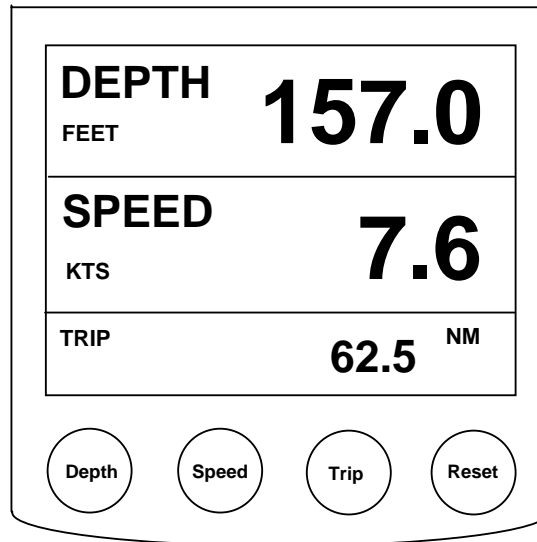 DEPTH 157.0
FEET
SPEED
7.6
KTS
TRIP 62.5 NM
Depth Speed Trip Reset